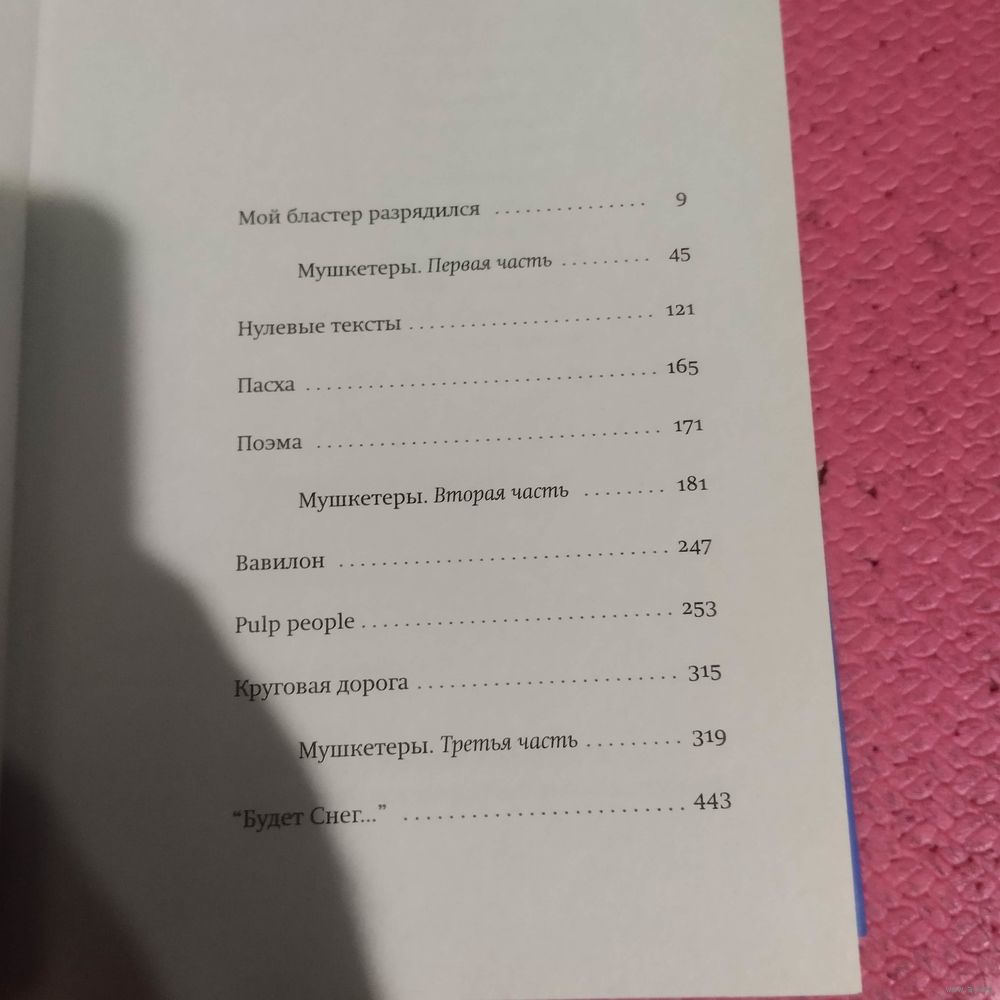 Мой бластер разрядился ............... 9
Мушкетеры. Первая часть ......... 45
Нулевые тексты ........................ 121
Пасха .................................. 165
Поэма ................................. 171
Мушкетеры. Вторая часть ........ 181
Вавилон ............................... 247
Pulp people ............................. 253
Круговая дорога ........................ 315
Мушкетеры. Третья часть ......... 319
“Будет Снег...” .......................... 443